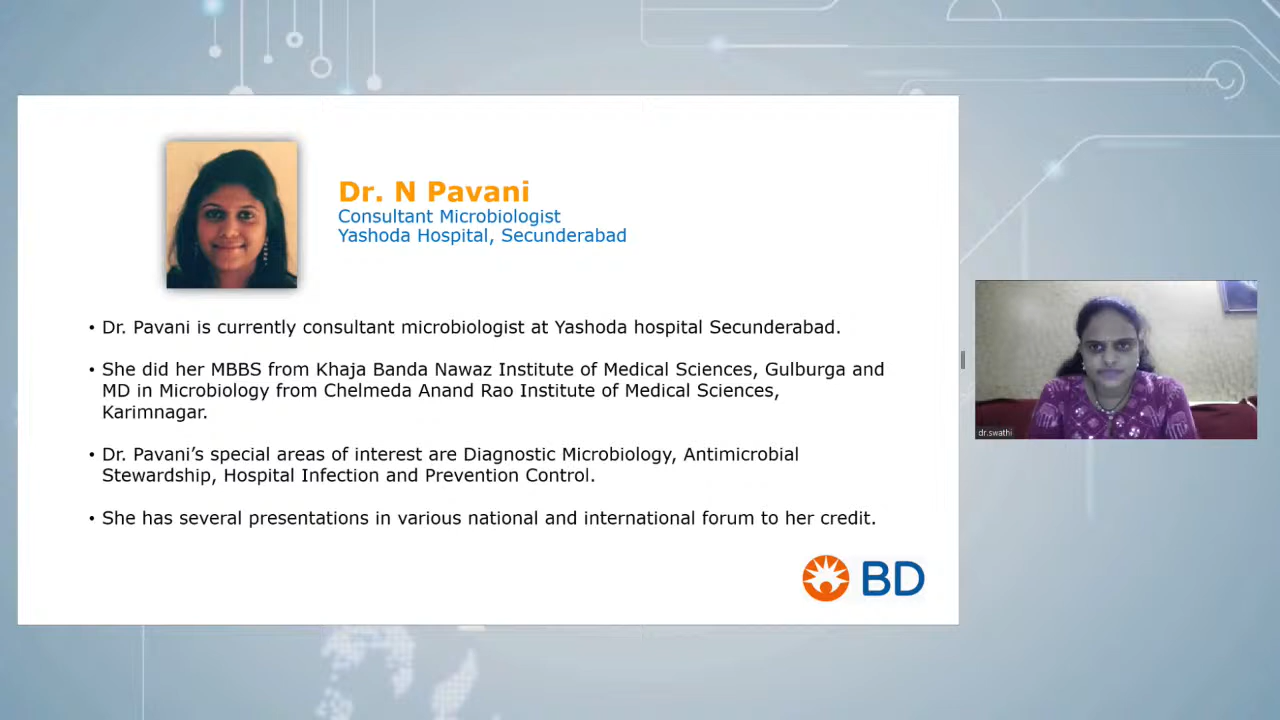 Dr. N Pavani
Consultant Microbiologist
Yashoda Hospital, Secunderabad
• Dr. Pavani is currently consultant microbiologist at Yashoda hospital Secunderabad.
• She did her MBBS from Khaja Banda Nawaz Institute of Medical Sciences, Gulburga and
MD in Microbiology from Chelmeda Anand Rao Institute of Medical Sciences,
Karimnagar.
• Dr. Pavani’s special areas of interest are Diagnostic Microbiology, Antimicrobial
Stewardship, Hospital Infection and Prevention Control.
• She has several presentations in various national and international forum to her credit.
BD
dr.swathi